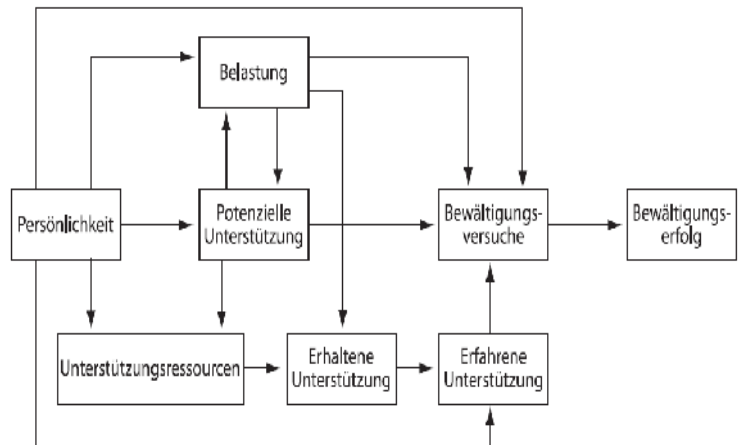 Belastung
Persönlichkeit
Potenzielle
Unterstützung
Bewältigungs-
versuche
Bewältigungs-
erfolg
Unterstützungsressourcen
Erhaltene
Unterstützung
Erfahrene
Unterstützung